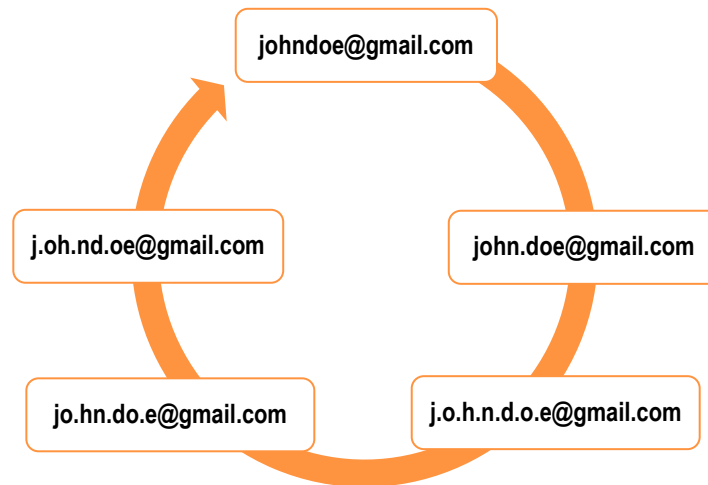 johndoe@gmail.com
john.doe@gmail.com
j.o.h.n.d.o.e@gmail.com
jo.hn.do.e@gmail.com
j.oh.nd.oe@gmail.com